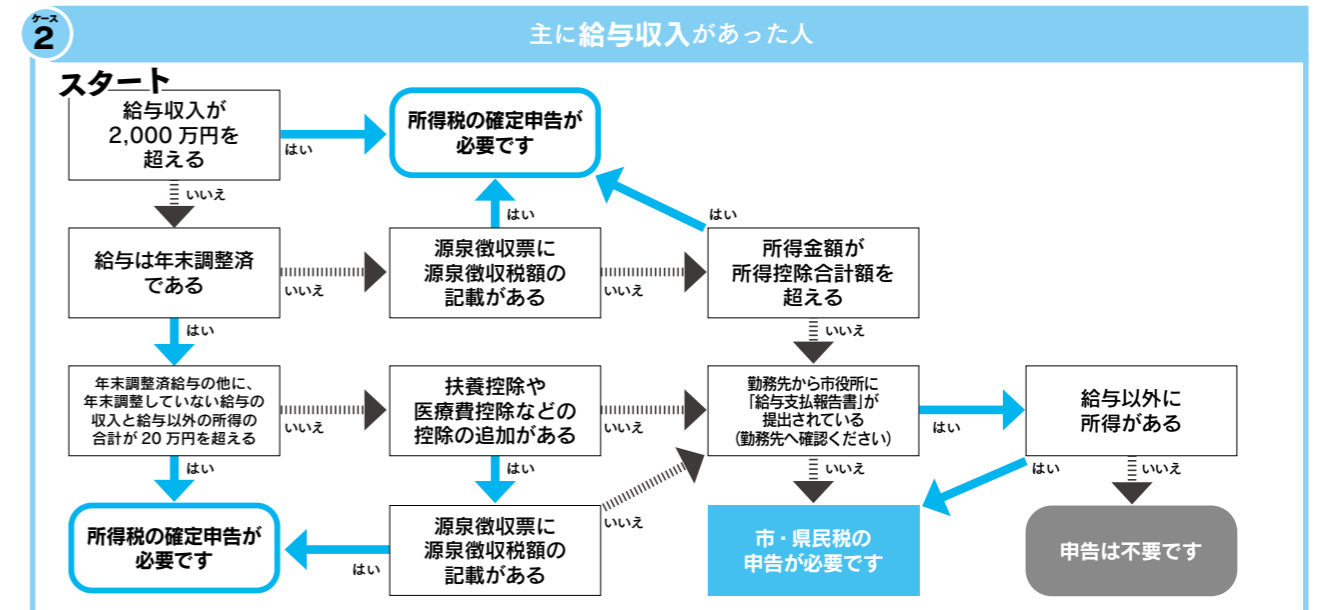 ケース
2
主に給与収入があった人
スタート
給与収入が
2,000 万円を
超える
はい
所得税の確定申告が
必要です
いいえ
はい
はい
給与は年末調整済
である
いいえ
源泉徴収票に
源泉徴収税額の
記載がある
いいえ
所得金額が
所得控除合計額を
超える
はい
いいえ
年末調整済給与の他に、
年末調整していない給与の
収入と給与以外の所得の
合計が 20 万円を超える
いいえ
扶養控除や
医療費控除などの
控除の追加がある
いいえ
勤務先から市役所に
「給与支払報告書」が
提出されている
(勤務先へ確認ください)
はい
給与以外に
所得がある
はい
はい
いいえ
いいえ
はい
いいえ
所得税の確定申告が
必要です
はい
源泉徴収票に
源泉徴収税額の
記載がある
市・県民税の
申告が必要です
申告は不要です